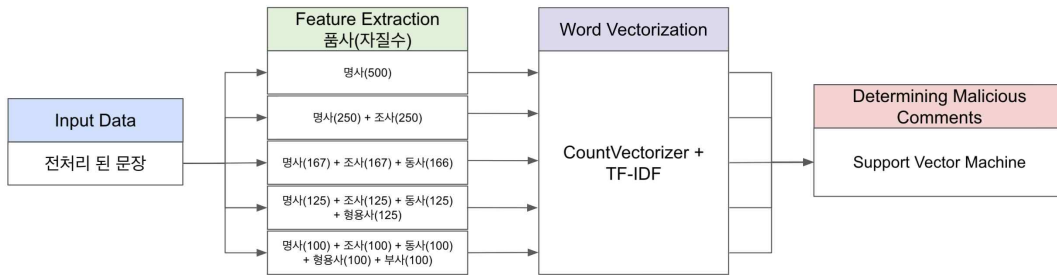 Input Data
전처리 된 문장
Feature Extraction
품사(자질수)
명사(500)
명사(250) + 조사(250)
명사(167) + 조사(167) + 동사(166)
명사(125) + 조사(125) + 동사(125)
+ 형용사(125)
명사(100) + 조사(100) + 동사(100)
+ 형용사(100) + 부사(100)
Word Vectorization
CountVectorizer +
TF-IDF
Determining Malicious
Comments
Support Vector Machine